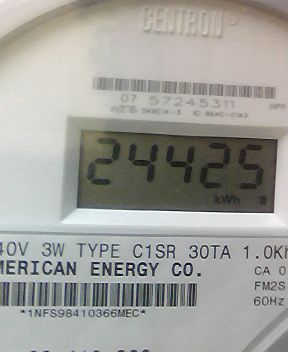 CENTRON
07 57245311
24425
kWh
40V 3W TYPE C1SR 30TA 1.0K
MERICAN ENERGY CO.
CA 0
FM2S
60Hz
*1NFS98410366MEC*